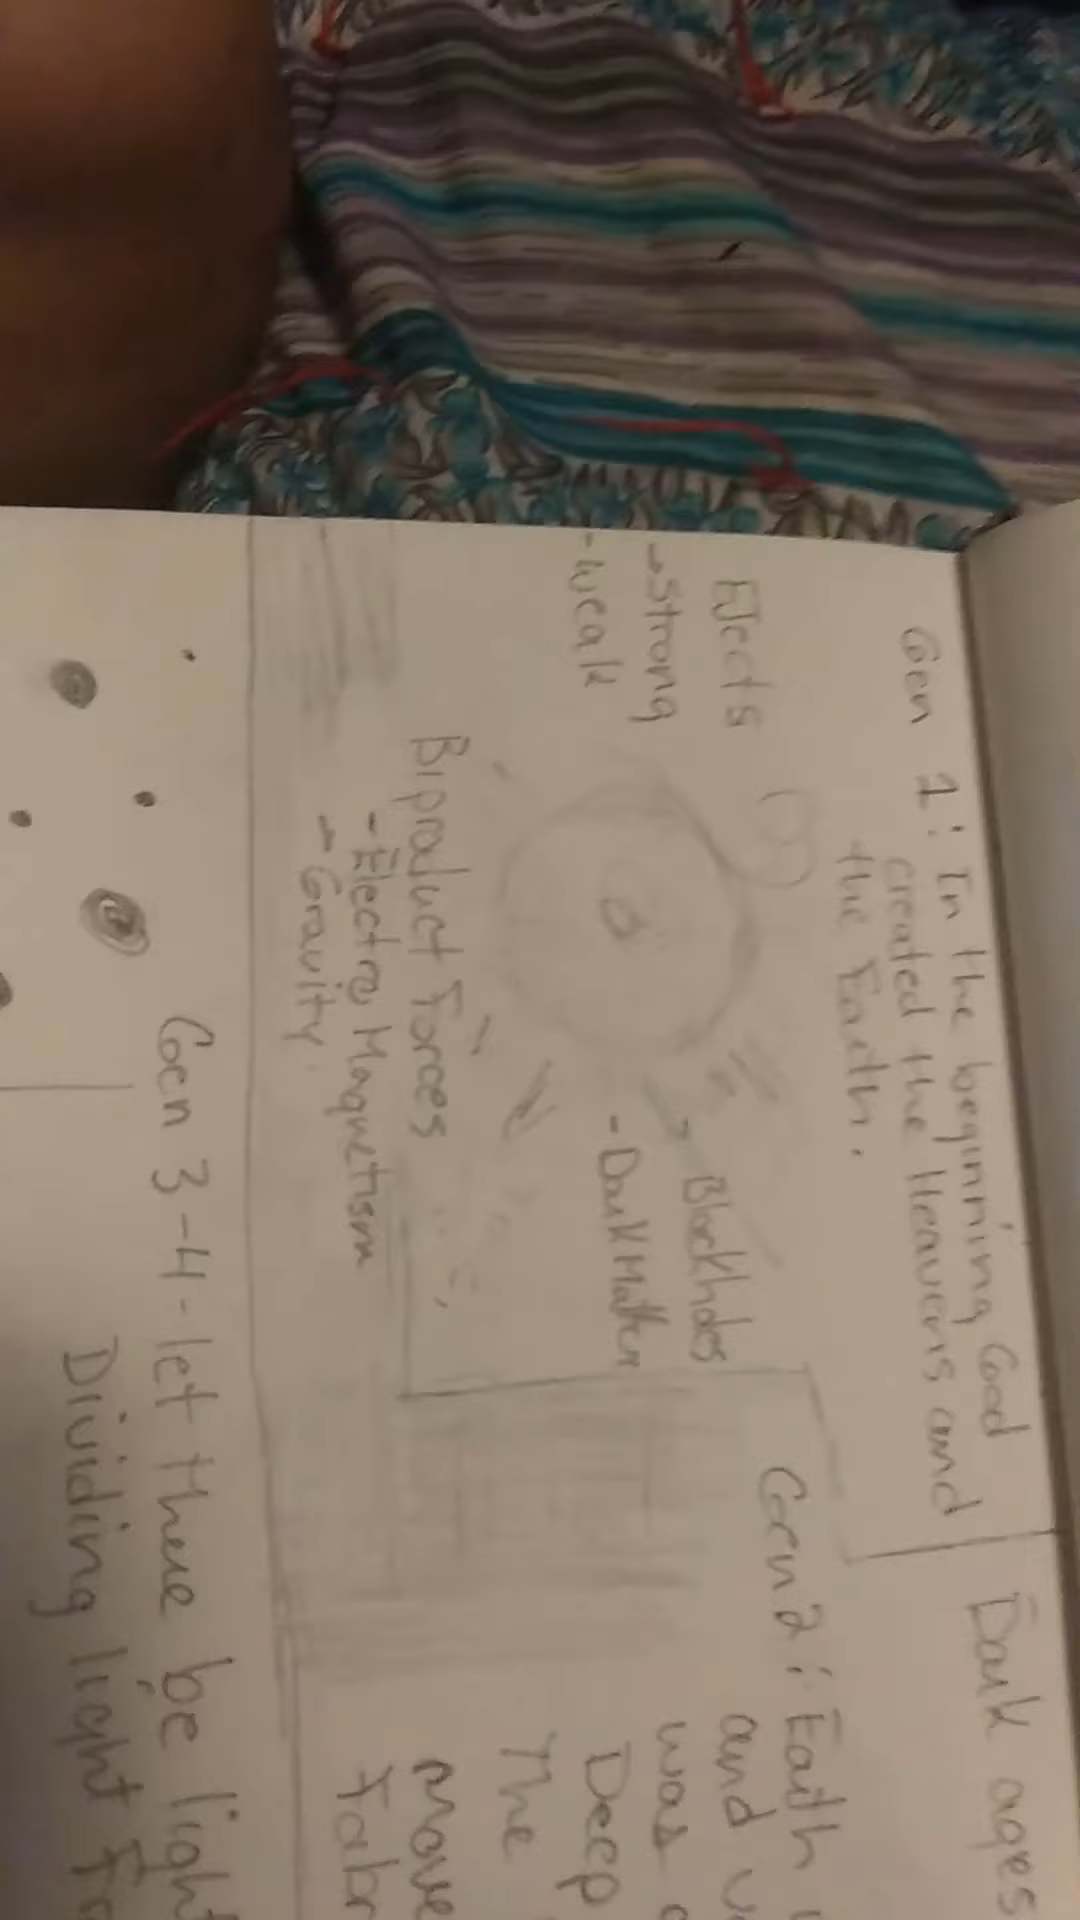 Gen 1: In the beginning God
created the Heavens and
the Earth.
Ejects
-Strong
-weak
- Blackholes
- Dark Matter
Biproduct Forces
- Electro Magnetism
- Gravity
Dark ages
Gen 2: Earth
and
was
Deep
The
move
Gen 3-4-let there be light
Dividing light